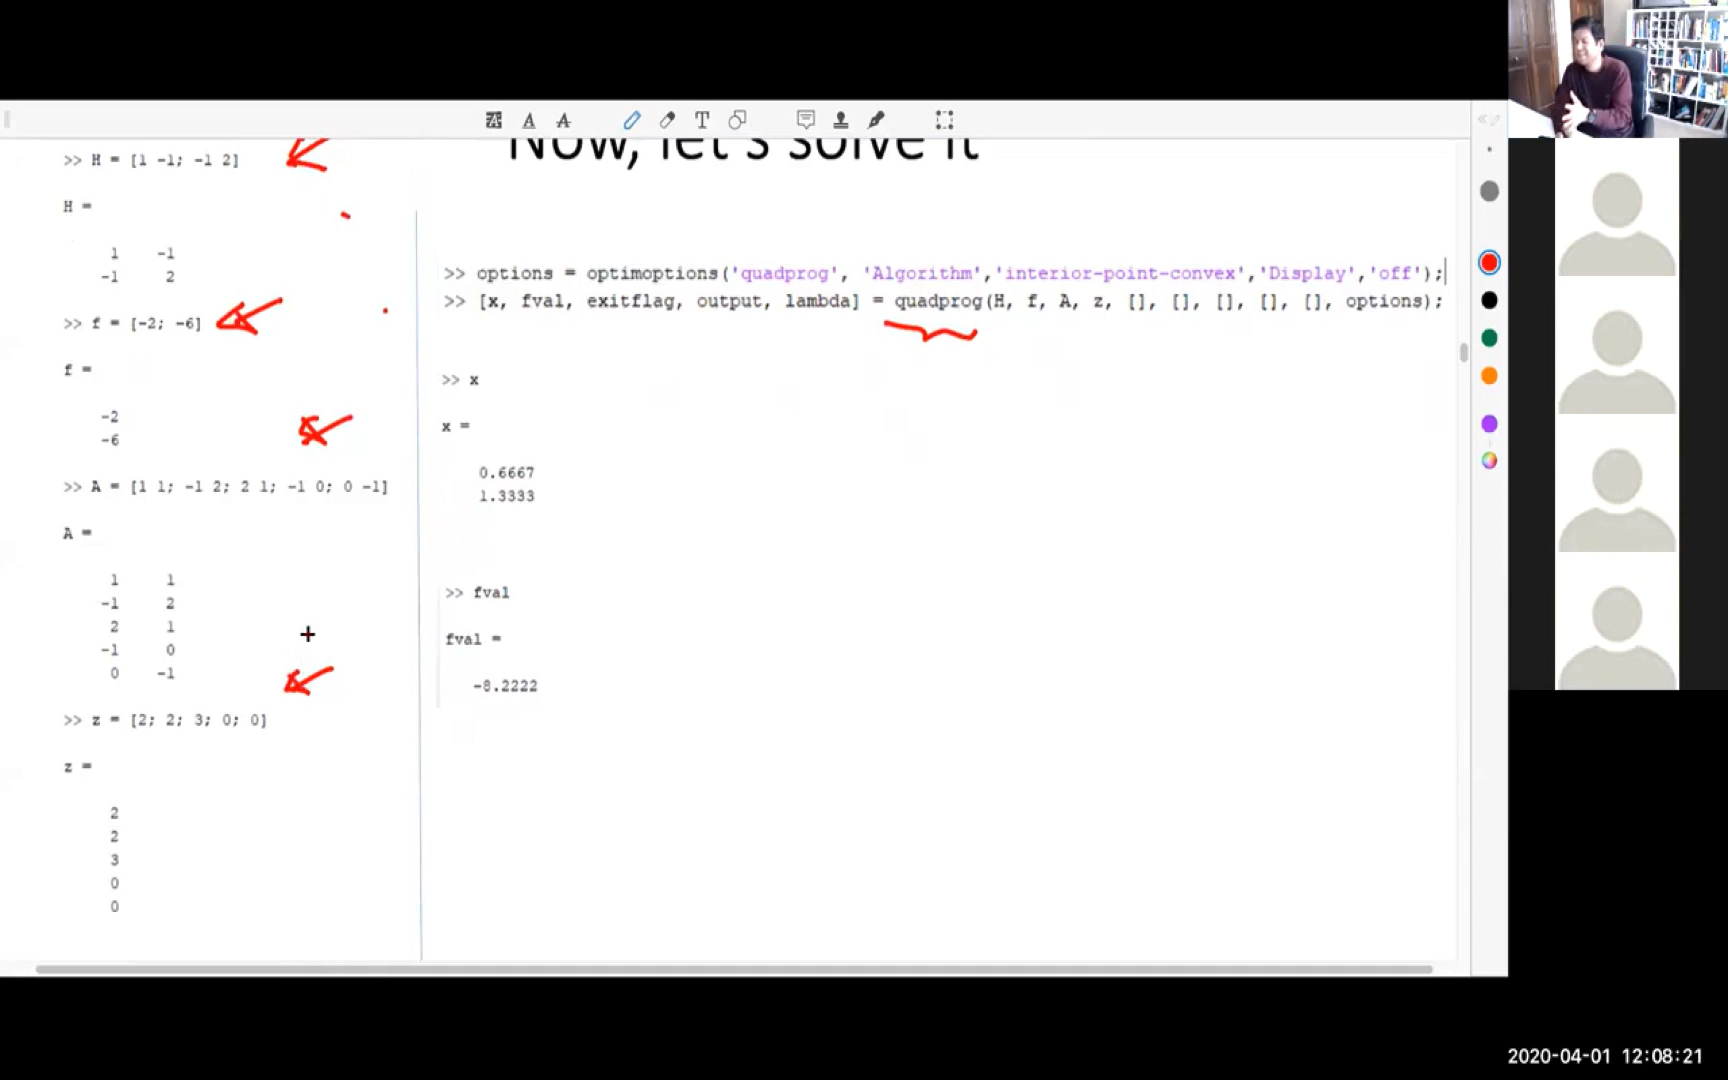 Now, let's solve it
>> H = [1 -1; -1 2]
H =
1 -1
-1 2
>> f = [-2; -6]
f =
-2
-6
>> A = [1 1; -1 2; 2 1; -1 0; 0 -1]
A =
1 1
-1 2
2 1
-1 0
0 -1
>> z = [2; 2; 3; 0; 0]
z =
2
2
3
0
0
>> options = optimoptions('quadprog', 'Algorithm','interior-point-convex','Display','off');
>> [x, fval, exitflag, output, lambda] = quadprog(H, f, A, z, [], [], [], [], [], options);
>> x
x =
0.6667
1.3333
>> fval
fval =
-8.2222
2020-04-01 12:08:21